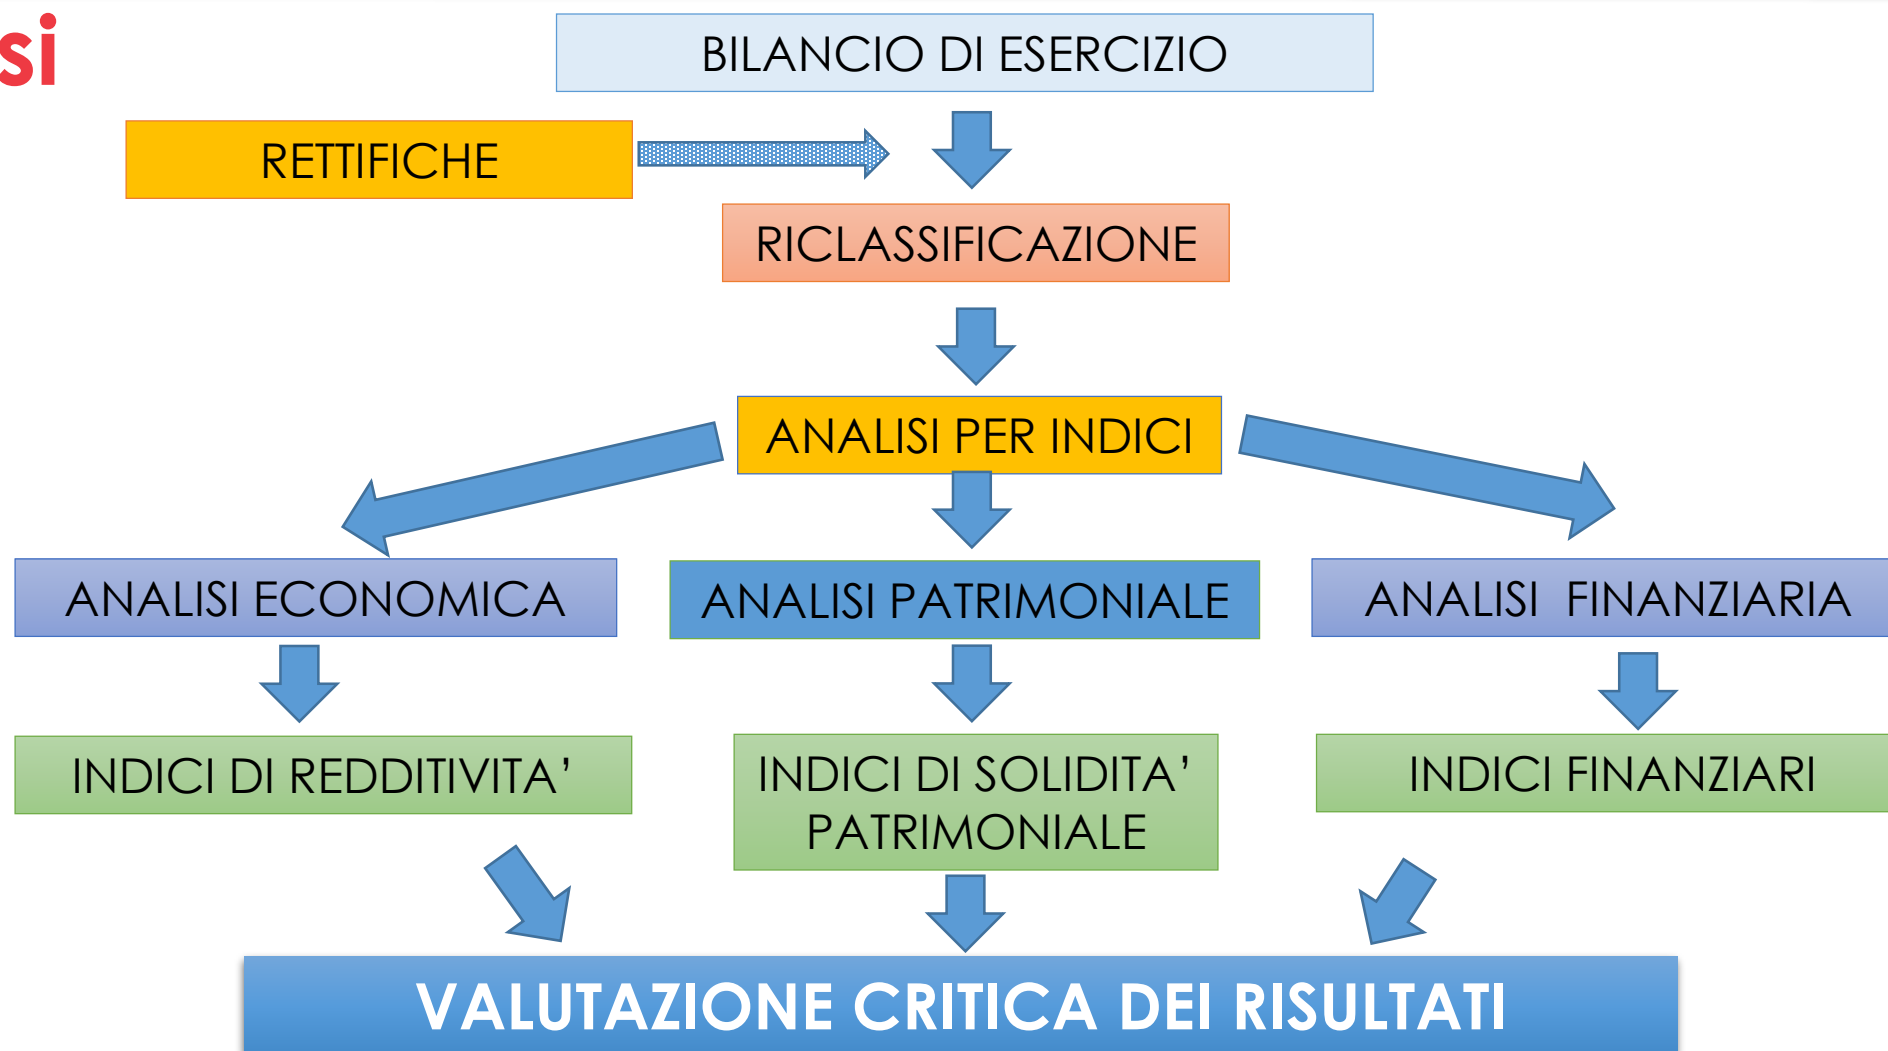 si
BILANCIO DI ESERCIZIO
RETTIFICHE
RICLASSIFICAZIONE
ANALISI PER INDICI
ANALISI ECONOMICA
ANALISI PATRIMONIALE
ANALISI  FINANZIARIA
INDICI DI REDDITIVITA’
INDICI DI SOLIDITA’
PATRIMONIALE
INDICI FINANZIARI
VALUTAZIONE CRITICA DEI RISULTATI